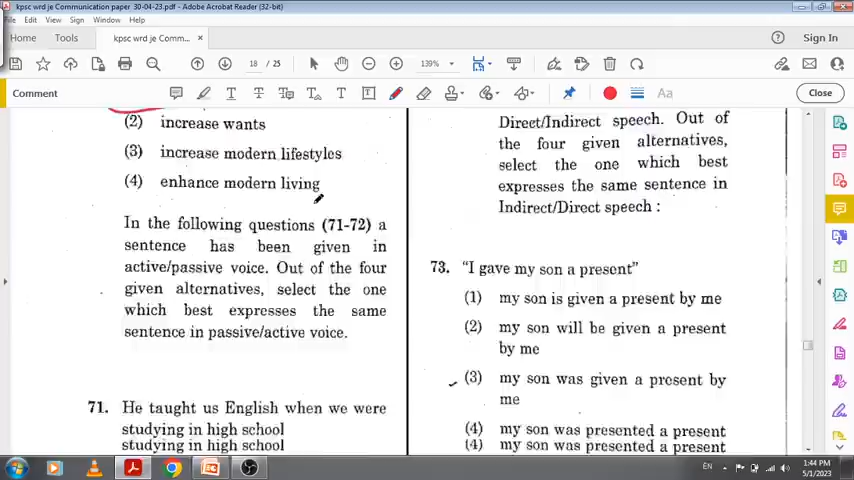 kpsc wrd je Communication paper 30-04-23.pdf - Adobe Acrobat Reader (32-bit)
File Edit View Sign Window Help
Home Tools kpsc wrd je Comm... × Sign In
18 / 25 139%
Comment Close
(2) increase wants
(3) increase modern lifestyles
(4) enhance modern living
In the following questions (71-72) a
sentence has been given in
active/passive voice. Out of the four
given alternatives, select the one
which best expresses the same
sentence in passive/active voice.
71. He taught us English when we were
studying in high school
studying in high school
Direct/Indirect speech. Out of
the four given alternatives,
select the one which best
expresses the same sentence in
Indirect/Direct speech :
73. "I gave my son a present"
(1) my son is given a present by me
(2) my son will be given a present
by me
(3) my son was given a present by
me
(4) my son was presented a present
(4) my son was presented a present
EN
1:44 PM
5/1/2023